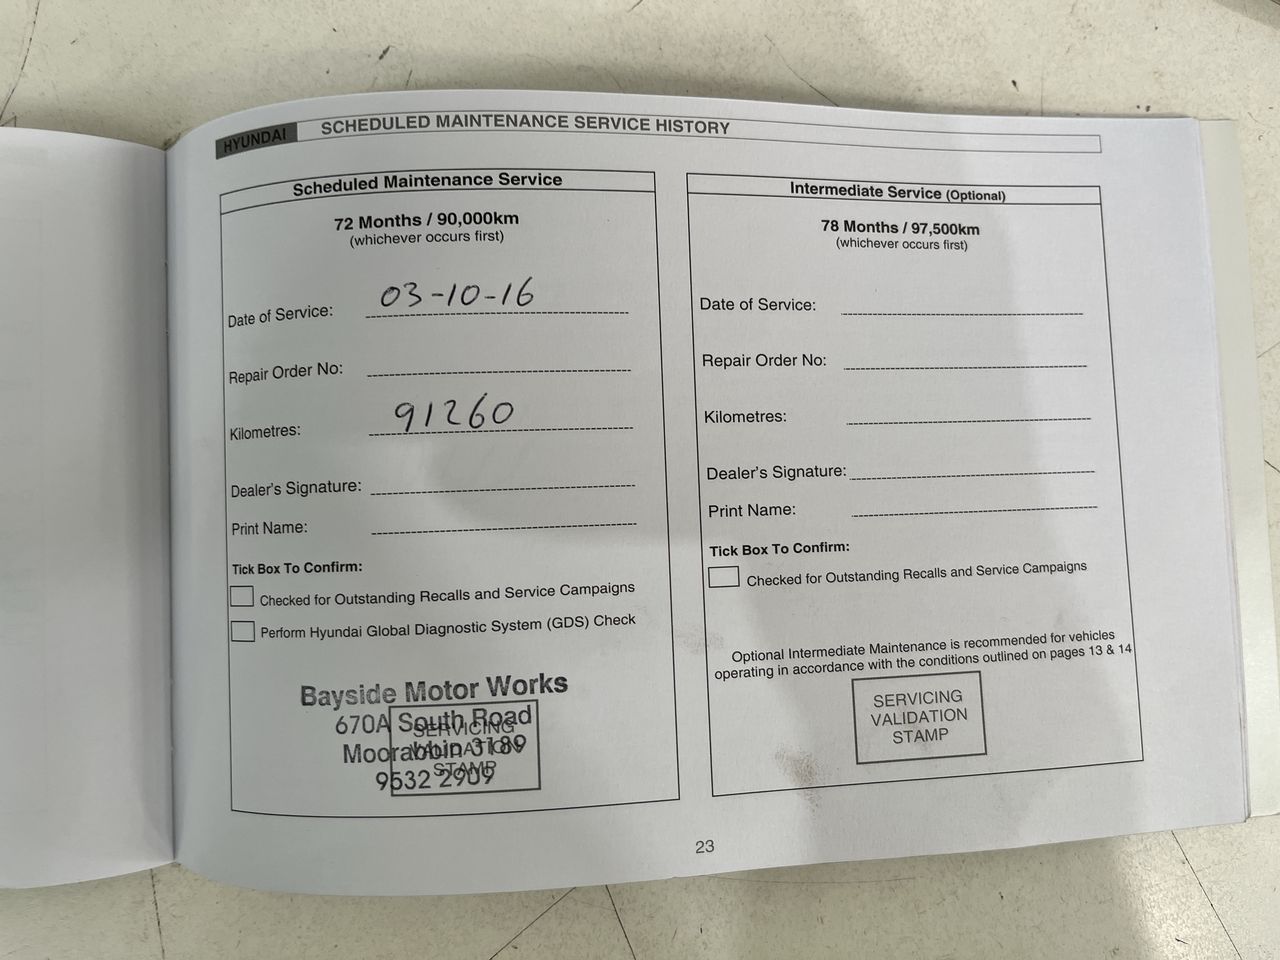 HYUNDAI SCHEDULED MAINTENANCE SERVICE HISTORY
Scheduled Maintenance Service
72 Months / 90,000km
(whichever occurs first)
Date of Service: 03-10-16
Repair Order No:
Kilometres: 91260
Dealer's Signature:
Print Name:
Tick Box To Confirm:
Checked for Outstanding Recalls and Service Campaigns
Perform Hyundai Global Diagnostic System (GDS) Check
Bayside Motor Works
670A South Road
Moorabbin 3189
9532 2909
SERVICING
VALIDATION
STAMP
Intermediate Service (Optional)
78 Months / 97,500km
(whichever occurs first)
Date of Service:
Repair Order No:
Kilometres:
Dealer's Signature:
Print Name:
Tick Box To Confirm:
Checked for Outstanding Recalls and Service Campaigns
Optional Intermediate Maintenance is recommended for vehicles
operating in accordance with the conditions outlined on pages 13 & 14
SERVICING
VALIDATION
STAMP
23